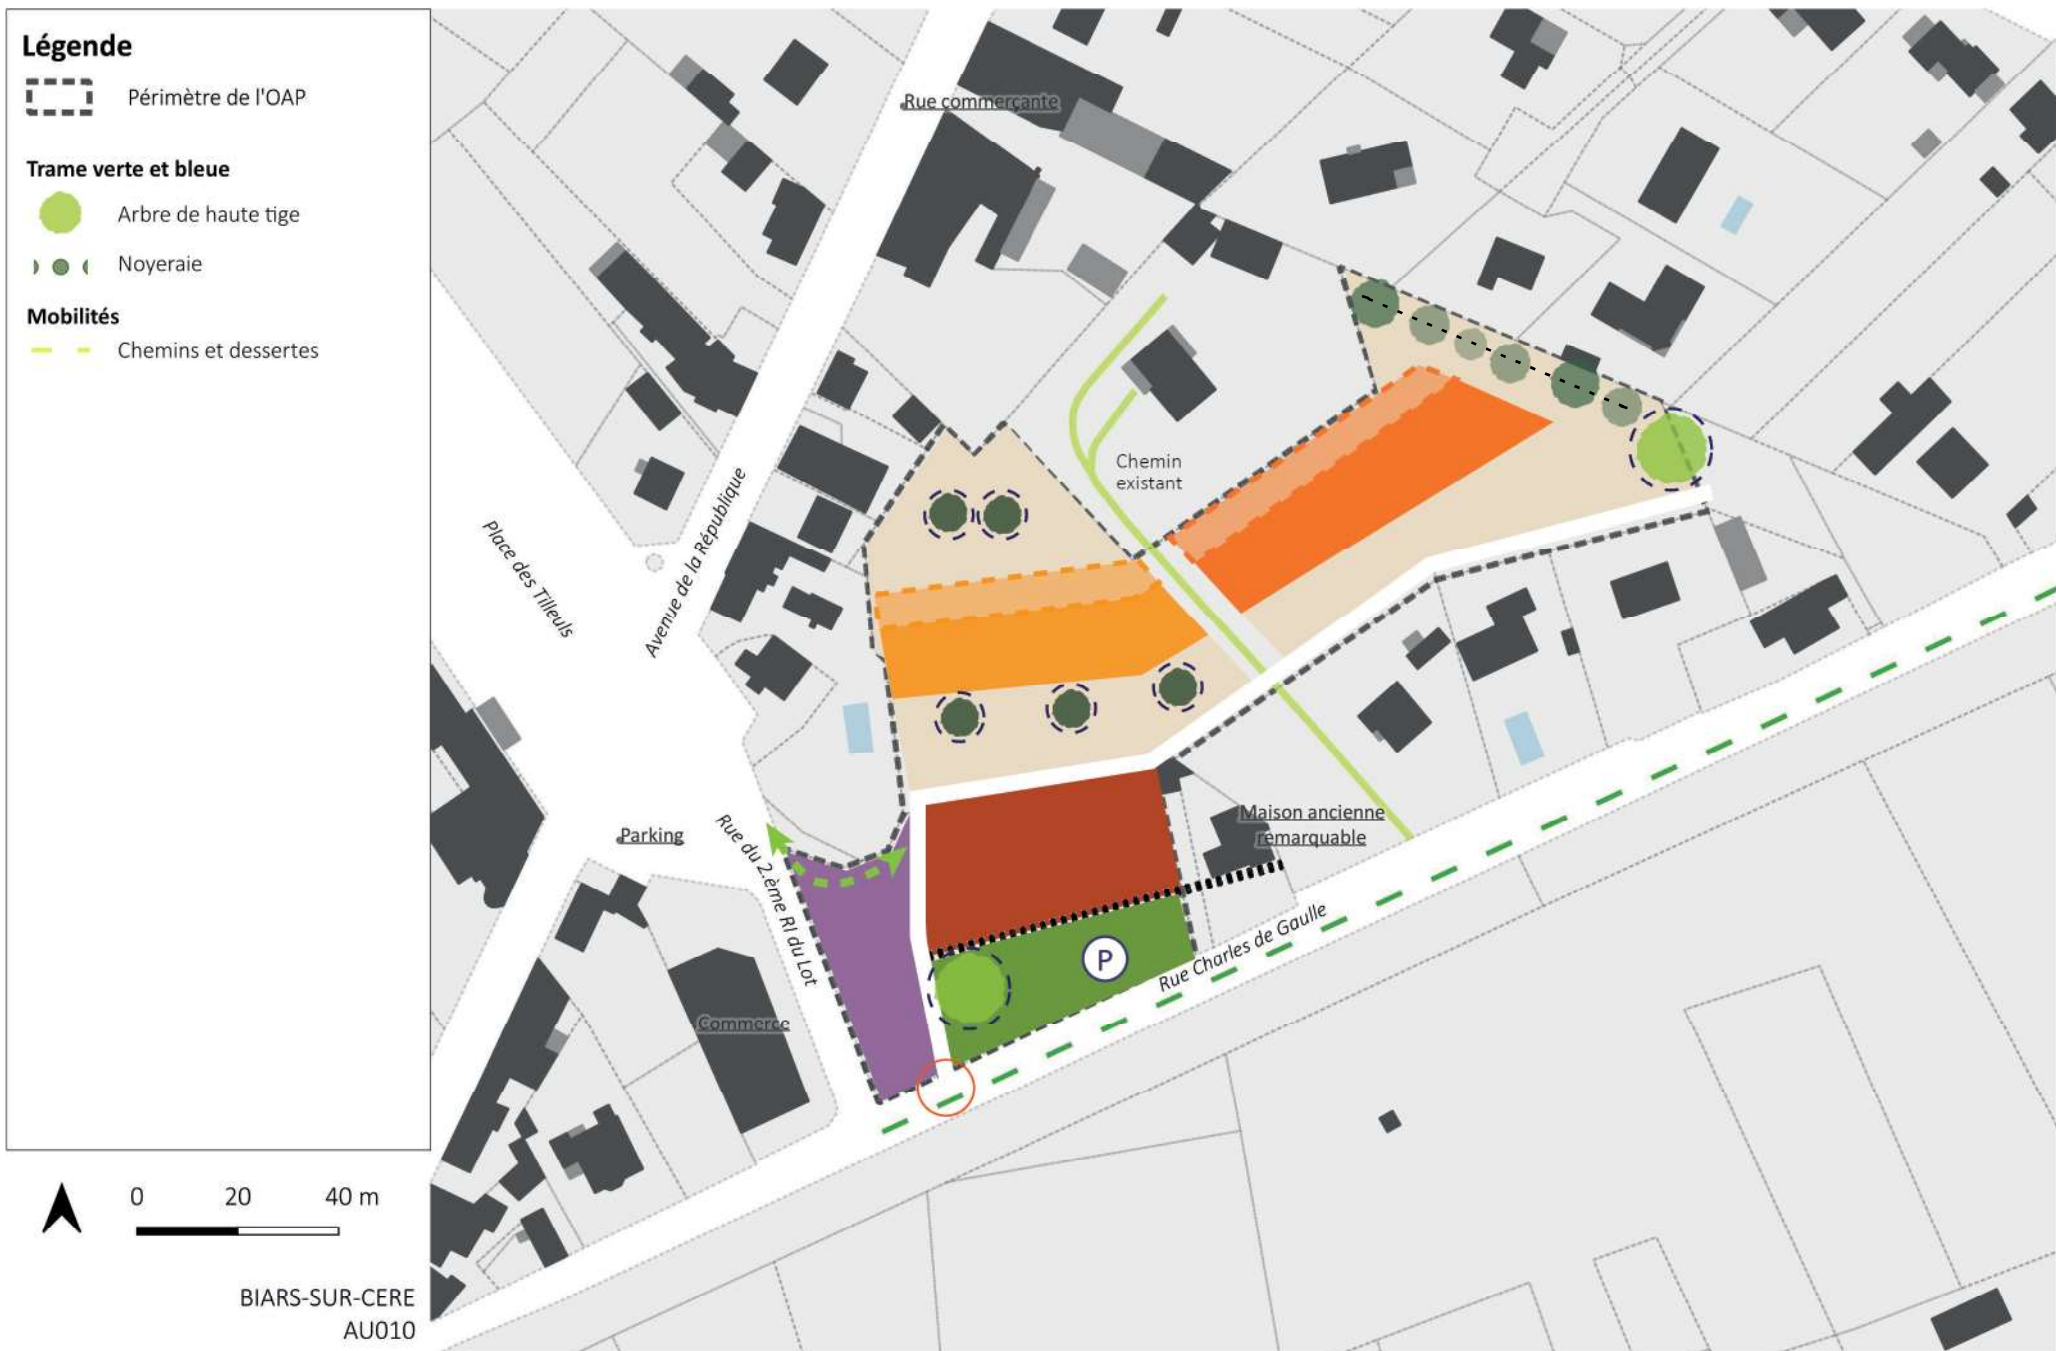 Légende
Périmètre de l'OAP
Trame verte et bleue
Arbre de haute tige
Noyeraie
Mobilités
Chemins et dessertes
0 20 40 m
BIARS-SUR-CERE
AU010
Rue commerçante
Chemin
existant
Place des Tilleuls
Avenue de la République
Parking
Rue du 2.ème RI du Lot
Maison ancienne
remarquable
P
Rue Charles de Gaulle
Commerce